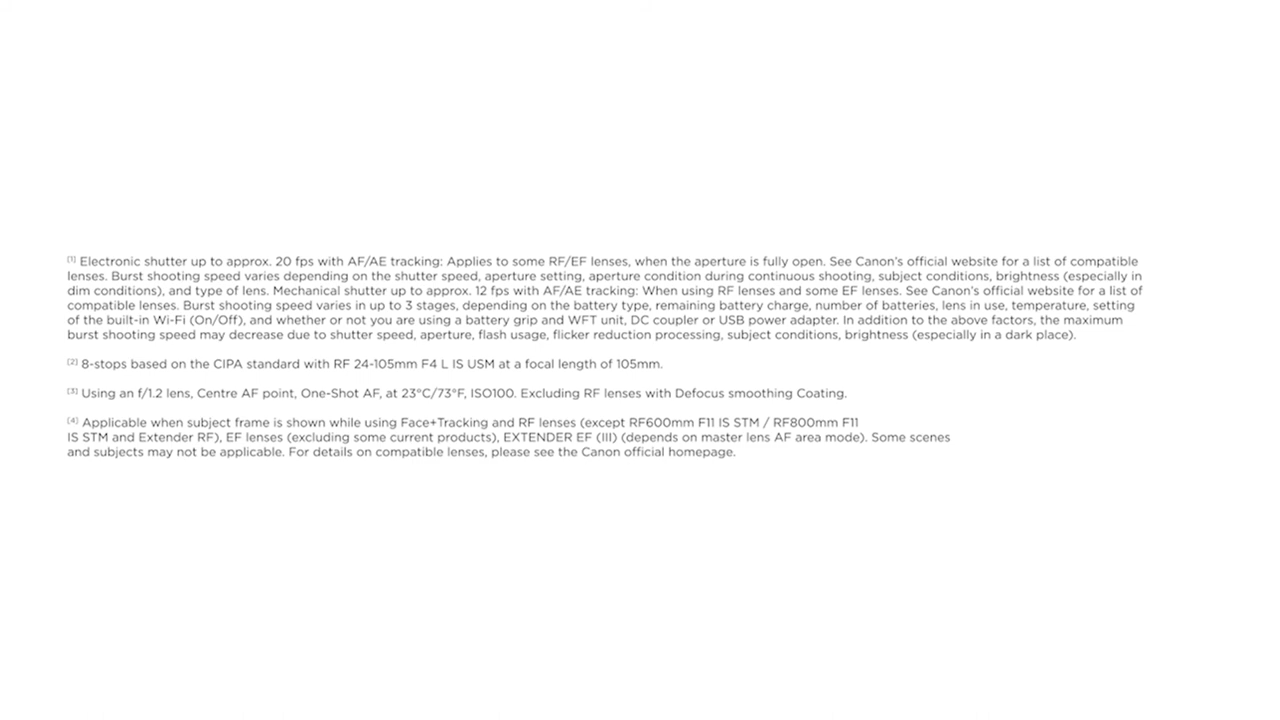 [1] Electronic shutter up to approx. 20 fps with AF/AE tracking: Applies to some RF/EF lenses, when the aperture is fully open. See Canon's official website for a list of compatible
lenses. Burst shooting speed varies depending on the shutter speed, aperture setting, aperture condition during continuous shooting, subject conditions, brightness (especially in
dim conditions), and type of lens. Mechanical shutter up to approx. 12 fps with AF/AE tracking: When using RF lenses and some EF lenses. See Canon's official website for a list of
compatible lenses. Burst shooting speed varies in up to 3 stages, depending on the battery type, remaining battery charge, number of batteries, lens in use, temperature, setting
of the built-in Wi-Fi (On/Off), and whether or not you are using a battery grip and WFT unit, DC coupler or USB power adapter. In addition to the above factors, the maximum
burst shooting speed may decrease due to shutter speed, aperture, flash usage, flicker reduction processing, subject conditions, brightness (especially in a dark place).
[2] 8-stops based on the CIPA standard with RF 24-105mm F4 L IS USM at a focal length of 105mm.
[3] Using an f/1.2 lens, Centre AF point, One-Shot AF, at 23°C/73°F, ISO100. Excluding RF lenses with Defocus smoothing Coating.
[4] Applicable when subject frame is shown while using Face+Tracking and RF lenses (except RF600mm F11 IS STM / RF800mm F11
IS STM and Extender RF), EF lenses (excluding some current products), EXTENDER EF (III) (depends on master lens AF area mode). Some scenes
and subjects may not be applicable. For details on compatible lenses, please see the Canon official homepage.